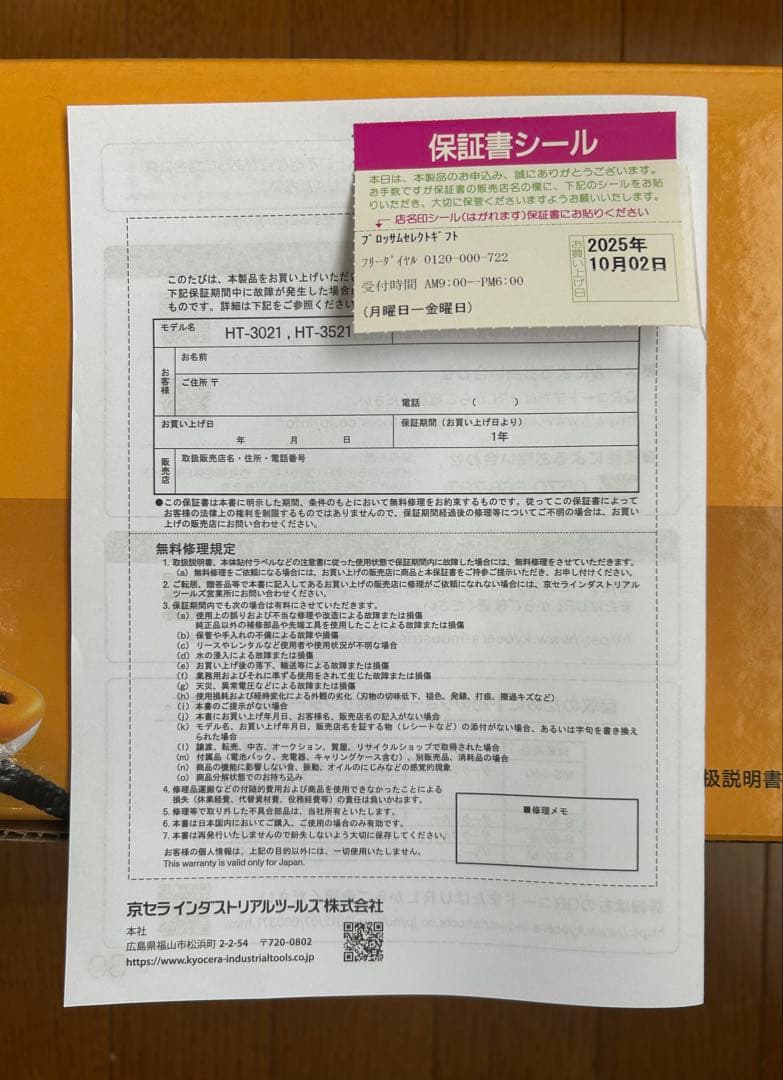 保証書シール
本日は、本製品のお申込み、誠にありがとうございます。
お手数ですが保証書の販売店名の欄に、下記のシールをお貼
りいただき、大切に保管くださいますようお願いいたします。
店名印シール(はがれます)保証書にお貼りください
ブロッサムセレクトギフト
フリーダイヤル 0120-000-722
受付時間 AM9:00--PM6:00
(月曜日―金曜日)
お買い上げ日
2025年
10月02日
このたびは、本製品をお買い上げいただい
下記保証期間中に故障が発生した場合
ものです。詳細は下記をご参照くださ
モデル名
HT-3021 , HT-3521
お客様
お名前
ご住所 〒
電話 ( )
お買い上げ日
年 月 日
保証期間(お買い上げ日より)
1年
販売店
取扱販売店名・住所・電話番号
●この保証書は本書に明示した期間、条件のもとにおいて無料修理をお約束するものです。従ってこの保証書によって
お客様の法律上の権利を制限するものではありませんので、保証期間経過後の修理等についてご不明の場合は、お買い
上げの販売店にお問い合わせください。
無料修理規定
1. 取扱説明書、本体貼付ラベルなどの注意書に従った使用状態で保証期間内に故障した場合には、無料修理をさせていただきます。
(a) 無料修理をご依頼になる場合には、お買い上げの販売店に商品と本保証書をご持参ご提示いただき、お申し付けください。
2. ご転居、贈答品等で本書に記入してあるお買い上げの販売店に修理がご依頼になれない場合には、京セラインダストリアル
ツールズ営業所にお問い合わせください。
3. 保証期間内でも次の場合は有料にさせていただきます。
(a) 使用上の誤りおよび不当な修理や改造による故障または損傷
純正品以外の補修部品や先端工具を使用したことによる故障または損傷
(b) 保管や手入れの不備による故障や損傷
(c) リースやレンタルなど使用者や使用状況が不明な場合
(d) 水の浸入による故障または損傷
(e) お買い上げ後の落下、輸送等による故障または損傷
(f) 業務用およびそれに準ずる使用をされて生じた故障または損傷
(g) 天災、異常電圧などによる故障または損傷
(h) 使用損耗および経時変化による外観の劣化(刃物の切味低下、褪色、発錆、打痕、擦過キズなど)
(i) 本書のご提示がない場合
(j) 本書にお買い上げ年月日、お客様名、販売店名の記入がない場合
(k) モデル名、お買い上げ年月日、販売店名を証する物(レシートなど)の添付がない場合、あるいは字句を書き換え
られた場合
(l) 譲渡、転売、中古、オークション、質屋、リサイクルショップで取得された場合
(m) 付属品(電池パック、充電器、キャリングケース含む)、別販売品、消耗品の場合
(n) 商品の機能に影響しない音、振動、オイルのにじみなどの感覚的現象
(o) 商品分解状態でのお持ち込み
4. 修理品運搬などの付随的費用および商品を使用できなかったことによる
損失(休業経費、代替資材費、役務経費等)の責任は負いかねます。
5. 修理等で取り外した不具合部品は、当社所有といたします。
6. 本書は日本国内においてご購入、ご使用の場合のみ有効です。
7. 本書は再発行いたしませんので紛失しないよう大切に保存してください。
お客様の個人情報は、上記の目的以外には、一切使用いたしません。
This warranty is valid only for Japan.
■修理メモ
京セラ インダストリアルツールズ 株式会社
本社
広島県福山市松浜町 2-2-54 〒720-0802
https://www.kyocera-industrialtools.co.jp
扱説明書